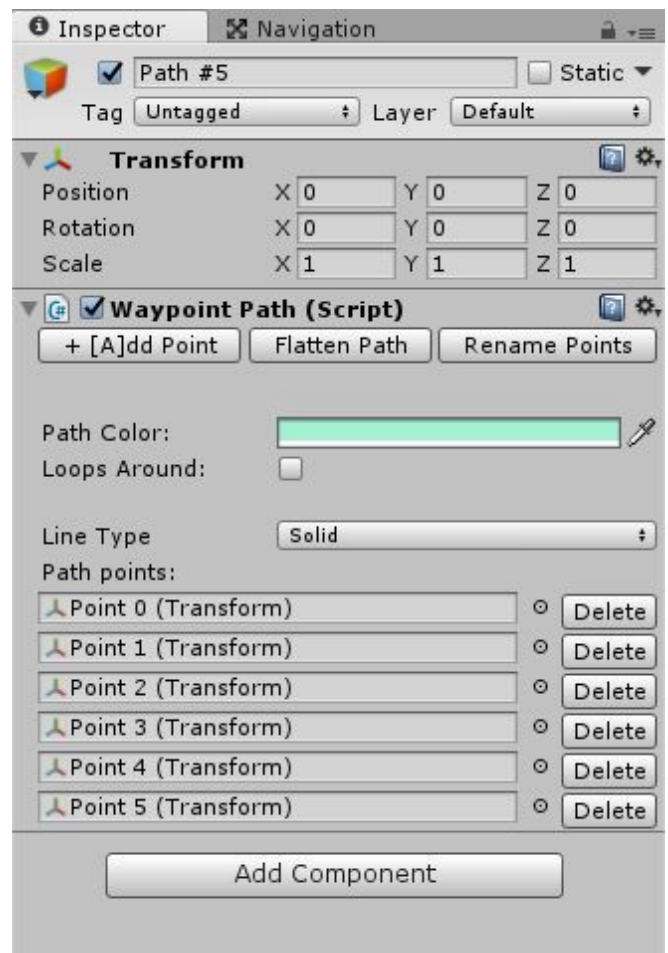 Inspector Navigation
Path #5 Static
Tag Untagged Layer Default
Transform
Position X 0 Y 0 Z 0
Rotation X 0 Y 0 Z 0
Scale X 1 Y 1 Z 1
C# Waypoint Path (Script)
+ [A]dd Point Flatten Path Rename Points
Path Color:
Loops Around:
Line Type Solid
Path points:
Point 0 (Transform) Delete
Point 1 (Transform) Delete
Point 2 (Transform) Delete
Point 3 (Transform) Delete
Point 4 (Transform) Delete
Point 5 (Transform) Delete
Add Component